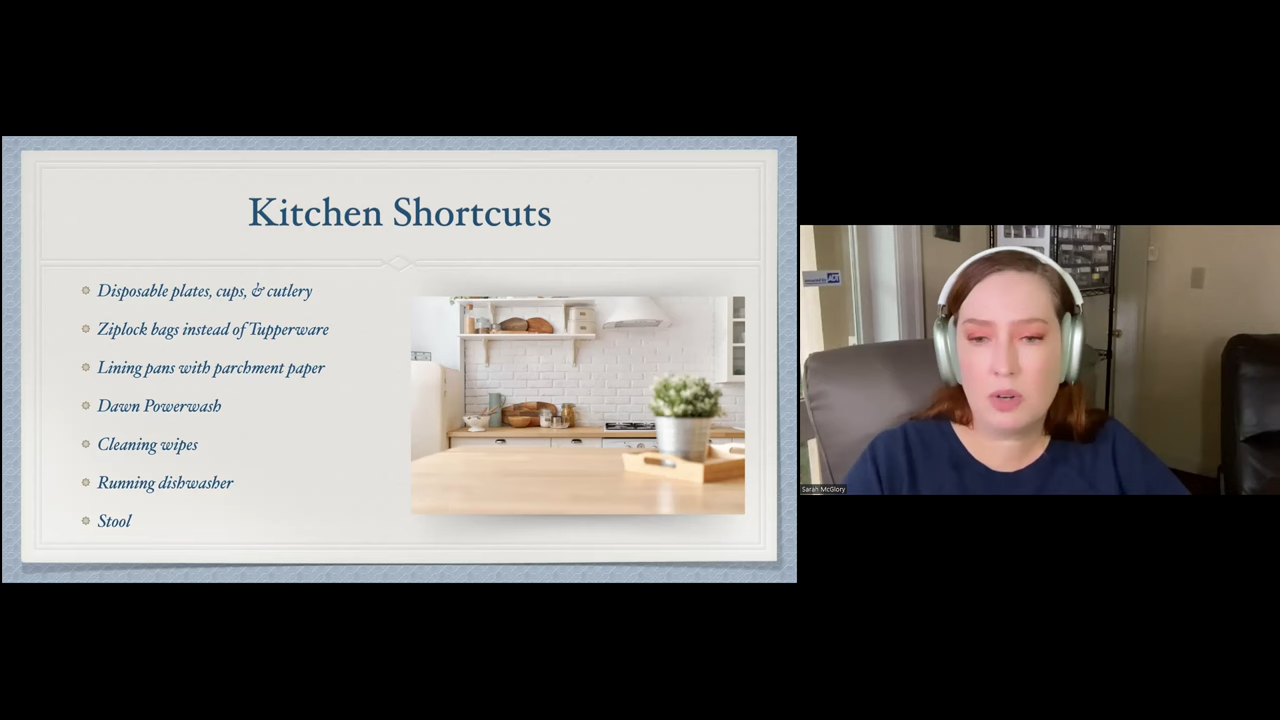 Kitchen Shortcuts
Disposable plates, cups, & cutlery
Ziplock bags instead of Tupperware
Lining pans with parchment paper
Dawn Powerwash
Cleaning wipes
Running dishwasher
Stool
ADT
Sarah McGlory